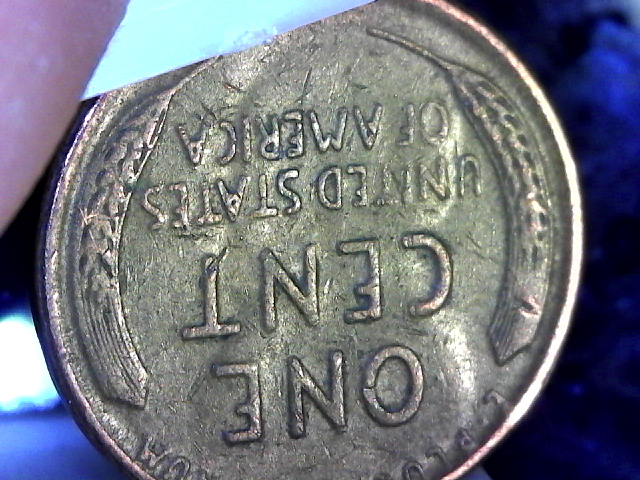 ONE
CENT
UNITED STATES
OF AMERICA